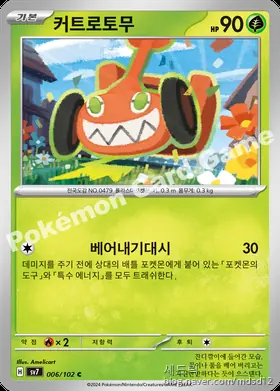 기본
커트로토무
HP 90
전국도감 No.0479 플라스마포켓몬 키: 0.3 m 몸무게: 0.3 kg
Pokémon Card Game
베어내기대시 30
데미지를 주기 전에 상대의 배틀 포켓몬에게 붙어 있는 「포켓몬의
도구」와 「특수 에너지」를 모두 트래쉬한다.
약점 ×2 저항력 후퇴
Illus. Amelicart
H sv7 006/102 C
©2024 Pokémon/Nintendo/Creatures/GAME FREAK